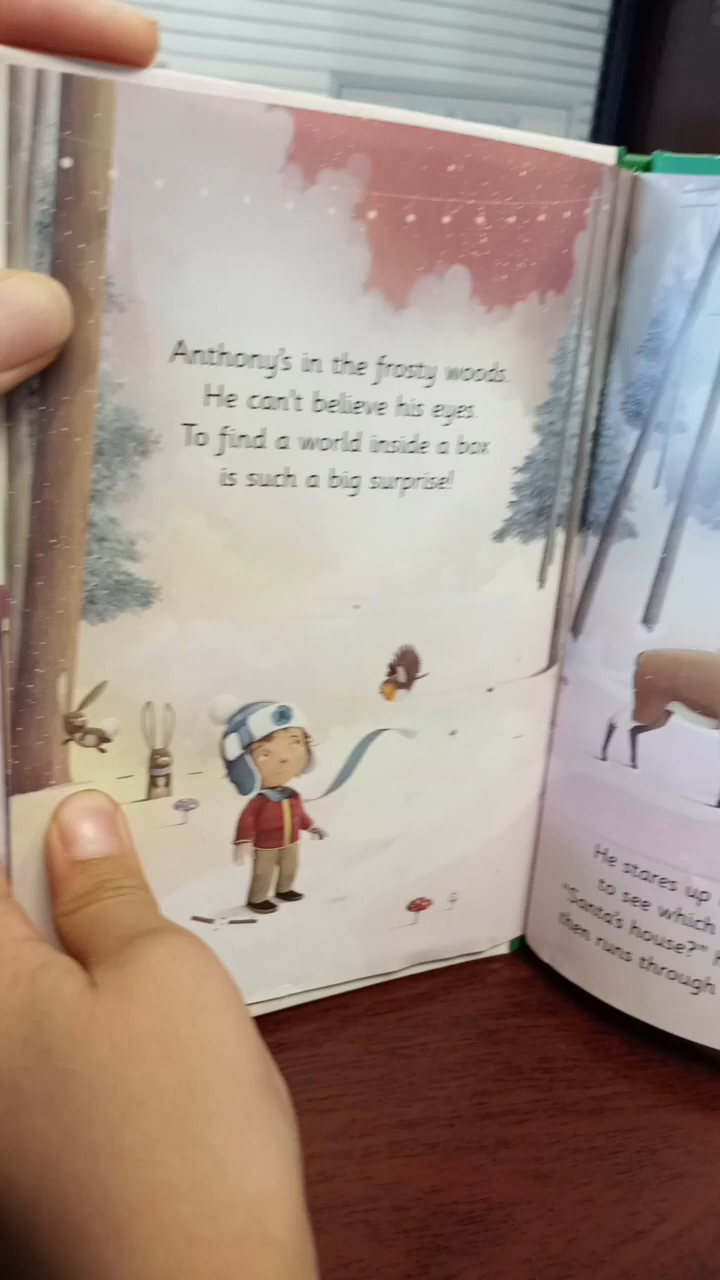 Anthony's in the frosty woods.
He can't believe his eyes.
To find a world inside a box
is such a big surprise!
He stares up
to see which
"Santa's house?"
then runs through